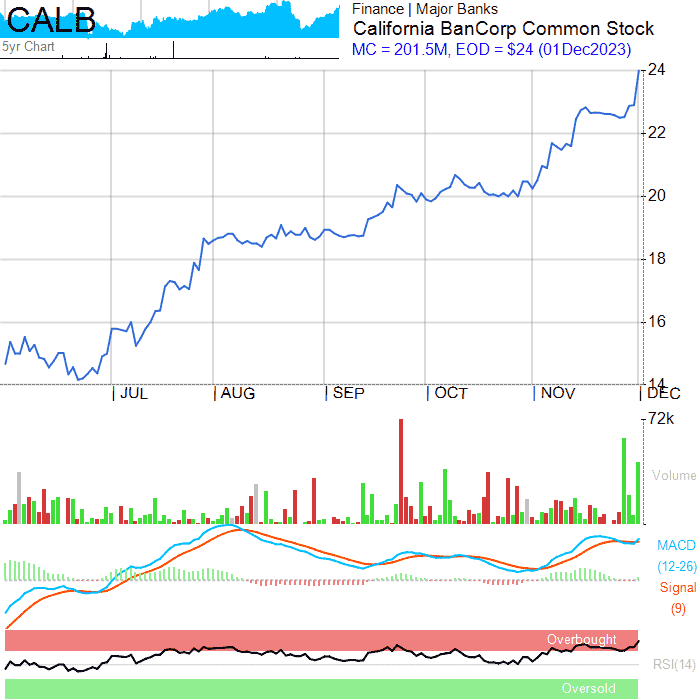 CALB
5yr Chart
Finance | Major Banks
California BanCorp Common Stock
MC = 201.5M, EOD = $24 (01Dec2023)
24
22
20
18
16
14
| JUL | AUG | SEP | OCT | NOV | DEC
72k
Volume
MACD
(12-26)
Signal
(9)
Overbought
RSI(14)
Oversold